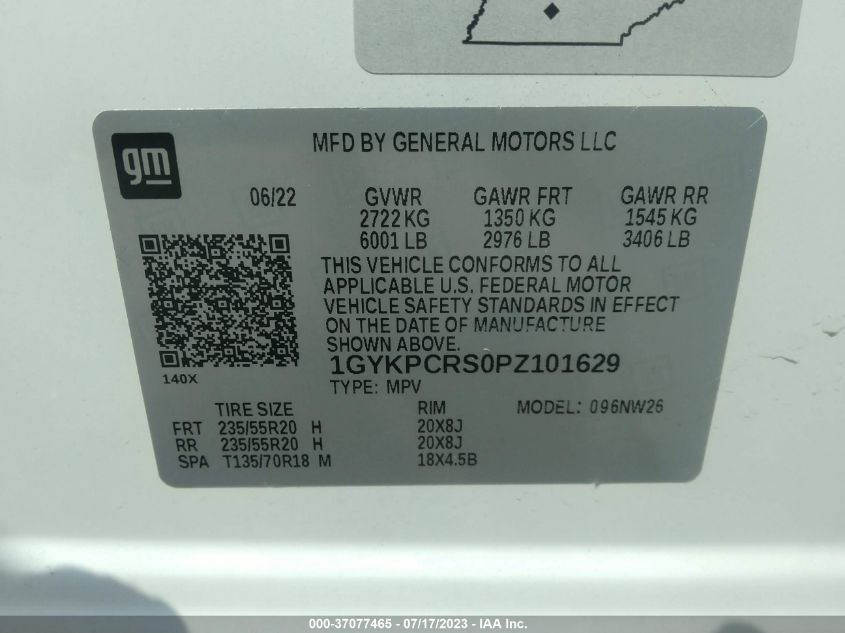 gm
MFD BY GENERAL MOTORS LLC
06/22 GVWR GAWR FRT GAWR RR
2722 KG 1350 KG 1545 KG
6001 LB 2976 LB 3406 LB
THIS VEHICLE CONFORMS TO ALL
APPLICABLE U.S. FEDERAL MOTOR
VEHICLE SAFETY STANDARDS IN EFFECT
ON THE DATE OF MANUFACTURE
SHOWN ABOVE.
1GYKPCRS0PZ101629
140X
TYPE: MPV
TIRE SIZE RIM MODEL: 096NW26
FRT 235/55R20 H 20X8J
RR 235/55R20 H 20X8J
SPA T135/70R18 M 18X4.5B
000-37077465 - 07/17/2023 - IAA Inc.